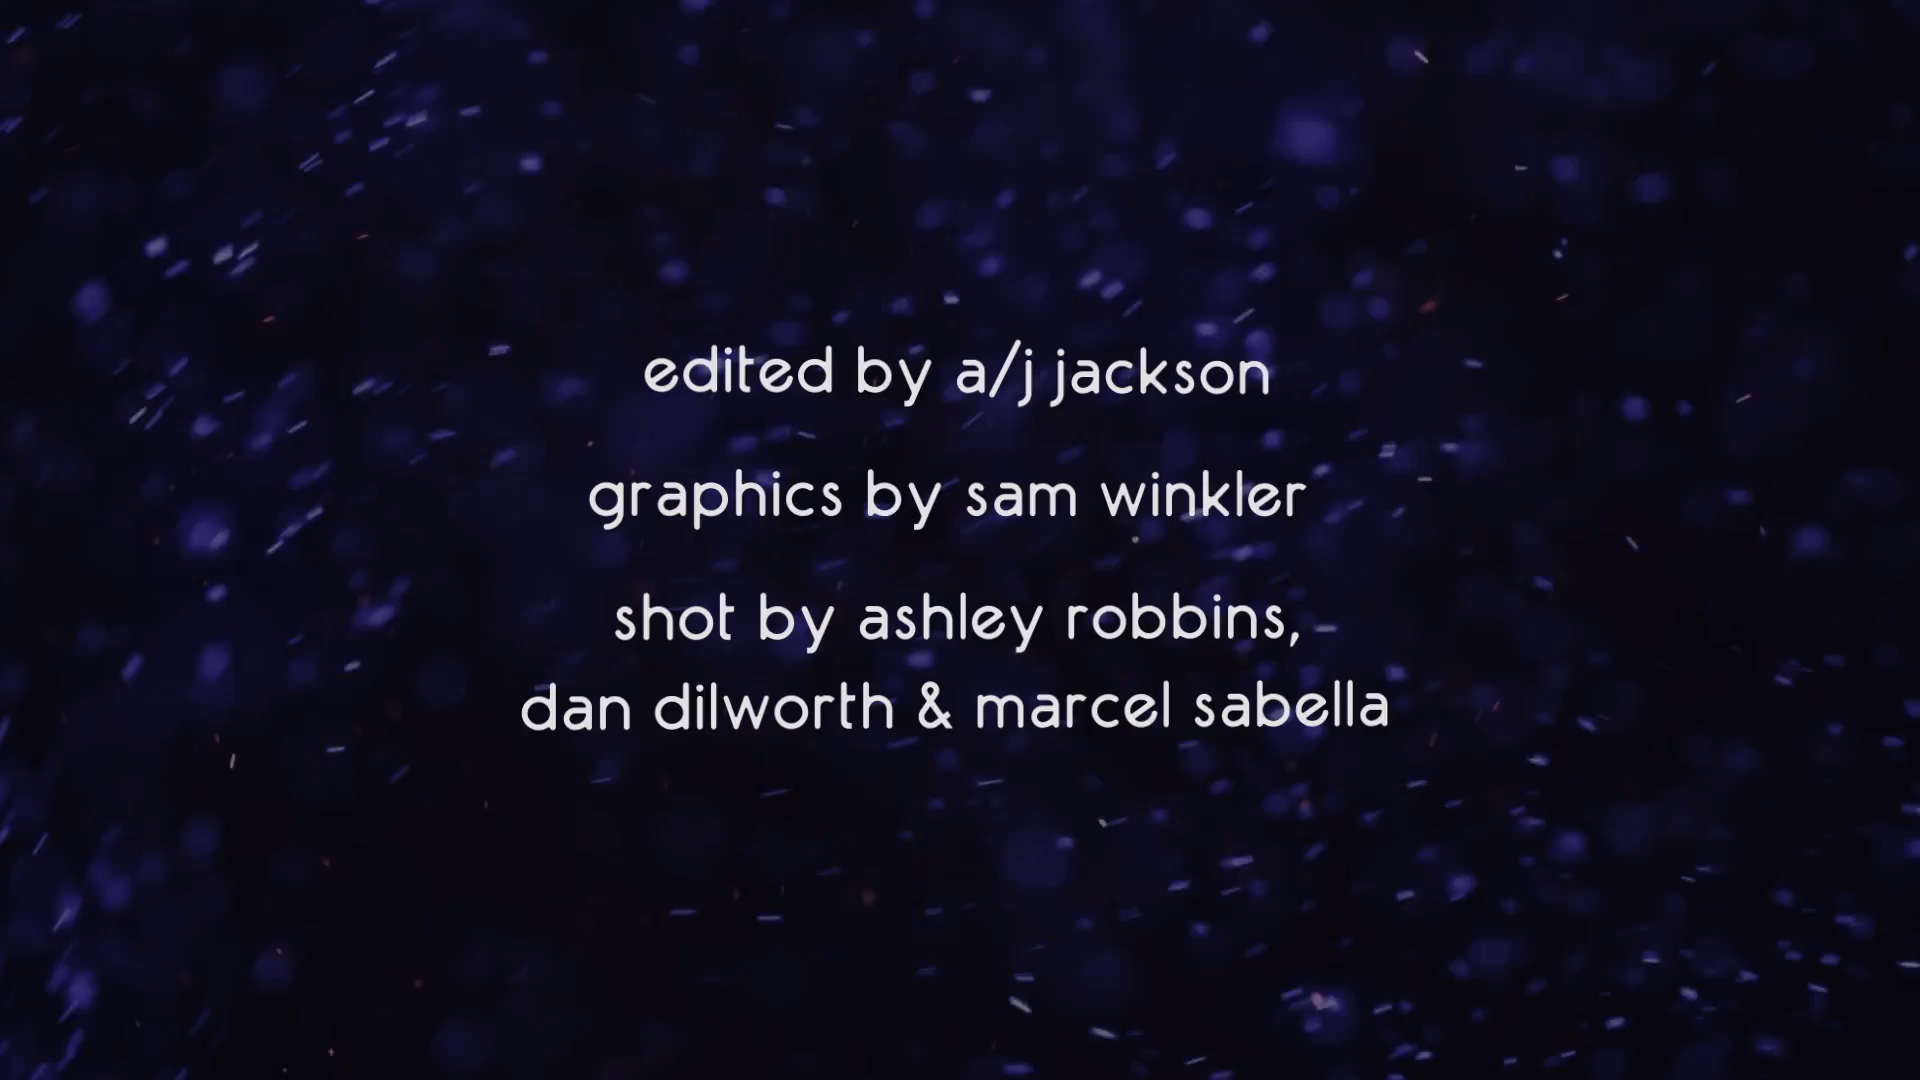 edited by a/j jackson
graphics by sam winkler
shot by ashley robbins,
dan dilworth & marcel sabella